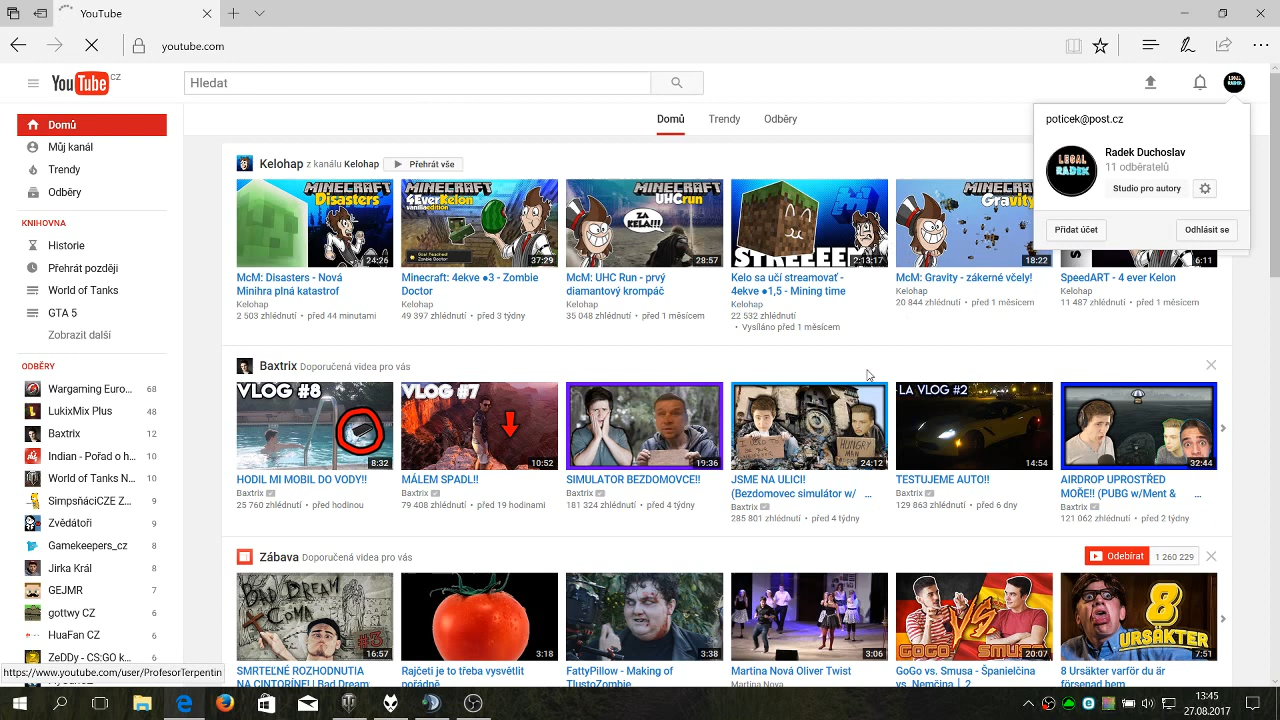 youtube.com
YouTube CZ
Hledat
Domů
Trendy
Odběry
poticek@post.cz
LEGAL RADEK
Radek Duchoslav
11 odběratelů
Studio pro autory
Přidat účet
Odhlásit se
Domů
Můj kanál
Trendy
Odběry
KNIHOVNA
Historie
Přehrát později
World of Tanks
GTA 5
Zobrazit další
ODBĚRY
Wargaming Euro... 68
LukixMix Plus 48
Baxtrix 12
Indian - Pořad o h... 10
World of Tanks N... 10
SimpsňáciCZE Z... 9
Zvědátoři 9
Gamekeepers_cz 8
Jirka Král 8
GEJMR 7
gottwy CZ 6
HuaFan CZ 6
ZeDDy - CS:GO k... 6
https://www.youtube.com/user/ProfesorTerpentin
Kelohap z kanálu Kelohap Přehrát vše
MINECRAFT Disasters
24:26
McM: Disasters - Nová
Minihra plná katastrof
Kelohap
2 503 zhlédnutí • před 44 minutami
MINECRAFT
4EverKelon
vanilla edition
37:29
Minecraft: 4ekve ●3 - Zombie
Doctor
Kelohap
49 397 zhlédnutí • před 3 týdny
MINECRAFT
UHCrun
ZA KELA!!!
28:57
McM: UHC Run - prvý
diamantový krompáč
Kelohap
35 048 zhlédnutí • před 1 měsícem
STREEEE
2:13:17
Kelo sa učí streamovať -
4ekve ●1,5 - Mining time
Kelohap
22 532 zhlédnutí
• Vysíláno před 1 měsícem
MINECRAFT
Gravity
18:22
McM: Gravity - zákerné včely!
Kelohap
20 844 zhlédnutí • před 1 měsícem
6:11
SpeedART - 4 ever Kelon
Kelohap
11 487 zhlédnutí • před 1 měsícem
Baxtrix Doporučená videa pro vás
VLOG #8
8:32
HODIL MI MOBIL DO VODY!!
Baxtrix
25 760 zhlédnutí • před hodinou
VLOG #7
10:52
MÁLEM SPADL!!
Baxtrix
79 408 zhlédnutí • před 19 hodinami
19:36
SIMULATOR BEZDOMOVCE!!
Baxtrix
181 324 zhlédnutí • před 4 týdny
I USED TO
HUNGRY MAN
24:12
JSME NA ULICI!
(Bezdomovec simulátor w/ ...
Baxtrix
285 801 zhlédnutí • před 4 týdny
LA VLOG #2
14:54
TESTUJEME AUTO!!
Baxtrix
129 863 zhlédnutí • před 6 dny
32:44
AIRDROP UPROSTŘED
MOŘE!! (PUBG w/Ment & ...
Baxtrix
121 062 zhlédnutí • před 2 týdny
Zábava Doporučená videa pro vás
Odebírat 1 260 229
BAD DREAM COMA
#3
16:57
SMRTEĽNÉ ROZHODNUTIA
NA CINTORÍNE! | Bad Dream:
3:18
Rajčeti je to třeba vysvětlit
pořádně
3:38
FattyPillow - Making of
TlustoZombie
3:06
Martina Nová Oliver Twist
Martina Nova
GOGO VS SMUSA
20:07
GoGo vs. Smusa - Španielčina
vs. Nemčina | 2
8 URSÄKTER
7:51
8 Ursäkter varför du är
försenad hem
13:45
27.08.2017